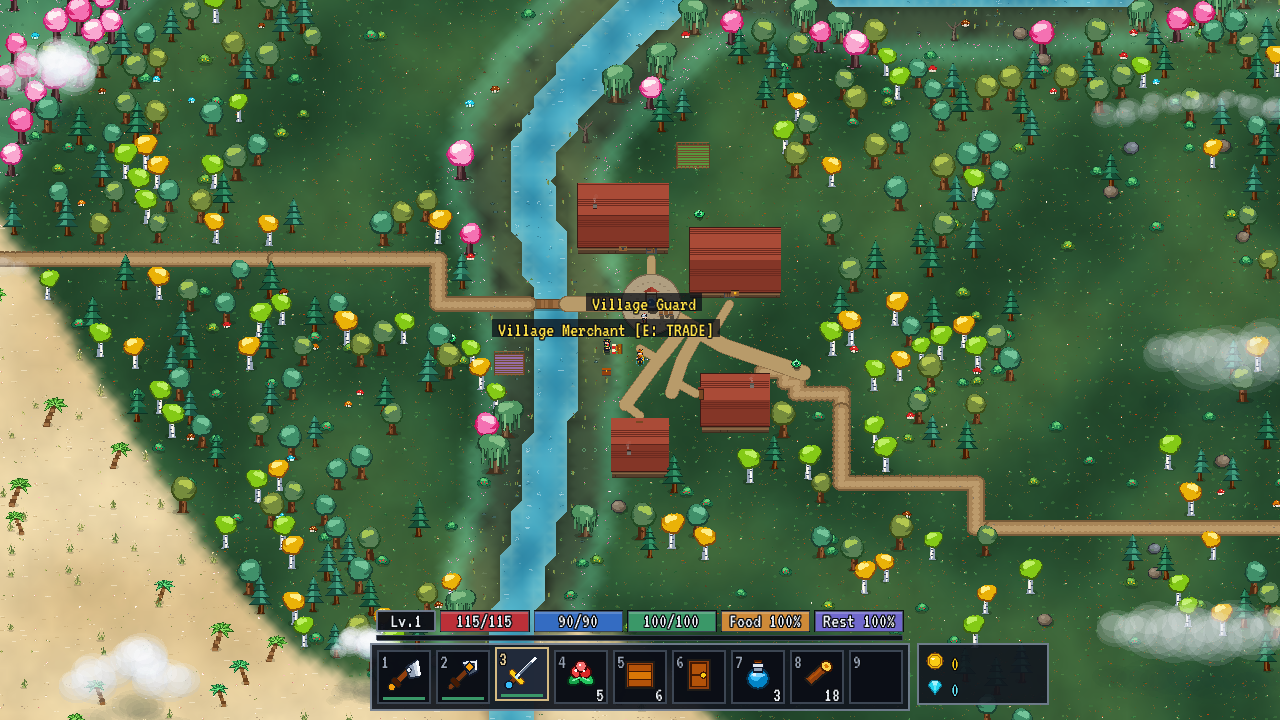 Village Guard
Village Merchant [E: TRADE]
Lv.1 115/115 90/90 100/100 Food 100% Rest 100%
1 2 3 4 5 6 7 8 9
5 6 3 18
0
0